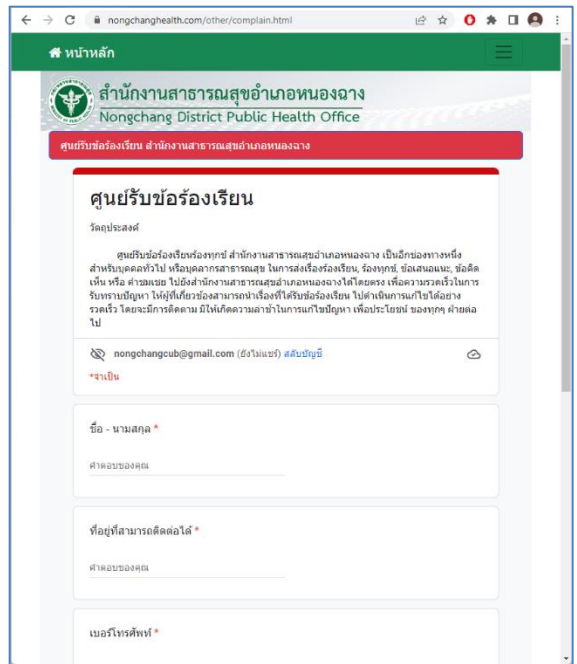 nongchanghealth.com/other/complain.html
หน้าหลัก
สำนักงานสาธารณสุขอำเภอหนองฉาง
Nongchang District Public Health Office
ศูนย์รับข้อร้องเรียน สำนักงานสาธารณสุขอำเภอหนองฉาง
ศูนย์รับข้อร้องเรียน
วัตถุประสงค์
ศูนย์รับข้อร้องเรียนร้องทุกข์ สำนักงานสาธารณสุขอำเภอหนองฉาง เป็นอีกช่องทางหนึ่ง
สำหรับบุคคลทั่วไป หรือบุคลากรสาธารณสุข ในการส่งเรื่องร้องเรียน, ร้องทุกข์, ข้อเสนอแนะ, ข้อคิด
เห็น หรือ คำชมเชย ไปยังสำนักงานสาธารณสุขอำเภอหนองฉางได้โดยตรง เพื่อความรวดเร็วในการ
รับทราบปัญหา ให้ผู้ที่เกี่ยวข้องสามารถนำเรื่องที่ได้รับข้อร้องเรียน ไปดำเนินการแก้ไขได้อย่าง
รวดเร็ว โดยจะมีการติดตาม มิให้เกิดความล่าช้าในการแก้ไขปัญหา เพื่อประโยชน์ ของทุกๆ ฝ่ายต่อ
ไป
nongchangcub@gmail.com (ยังไม่แชร์) สลับบัญชี
*จำเป็น
ชื่อ - นามสกุล *
คำตอบของคุณ
ที่อยู่ที่สามารถติดต่อได้ *
คำตอบของคุณ
เบอร์โทรศัพท์ *